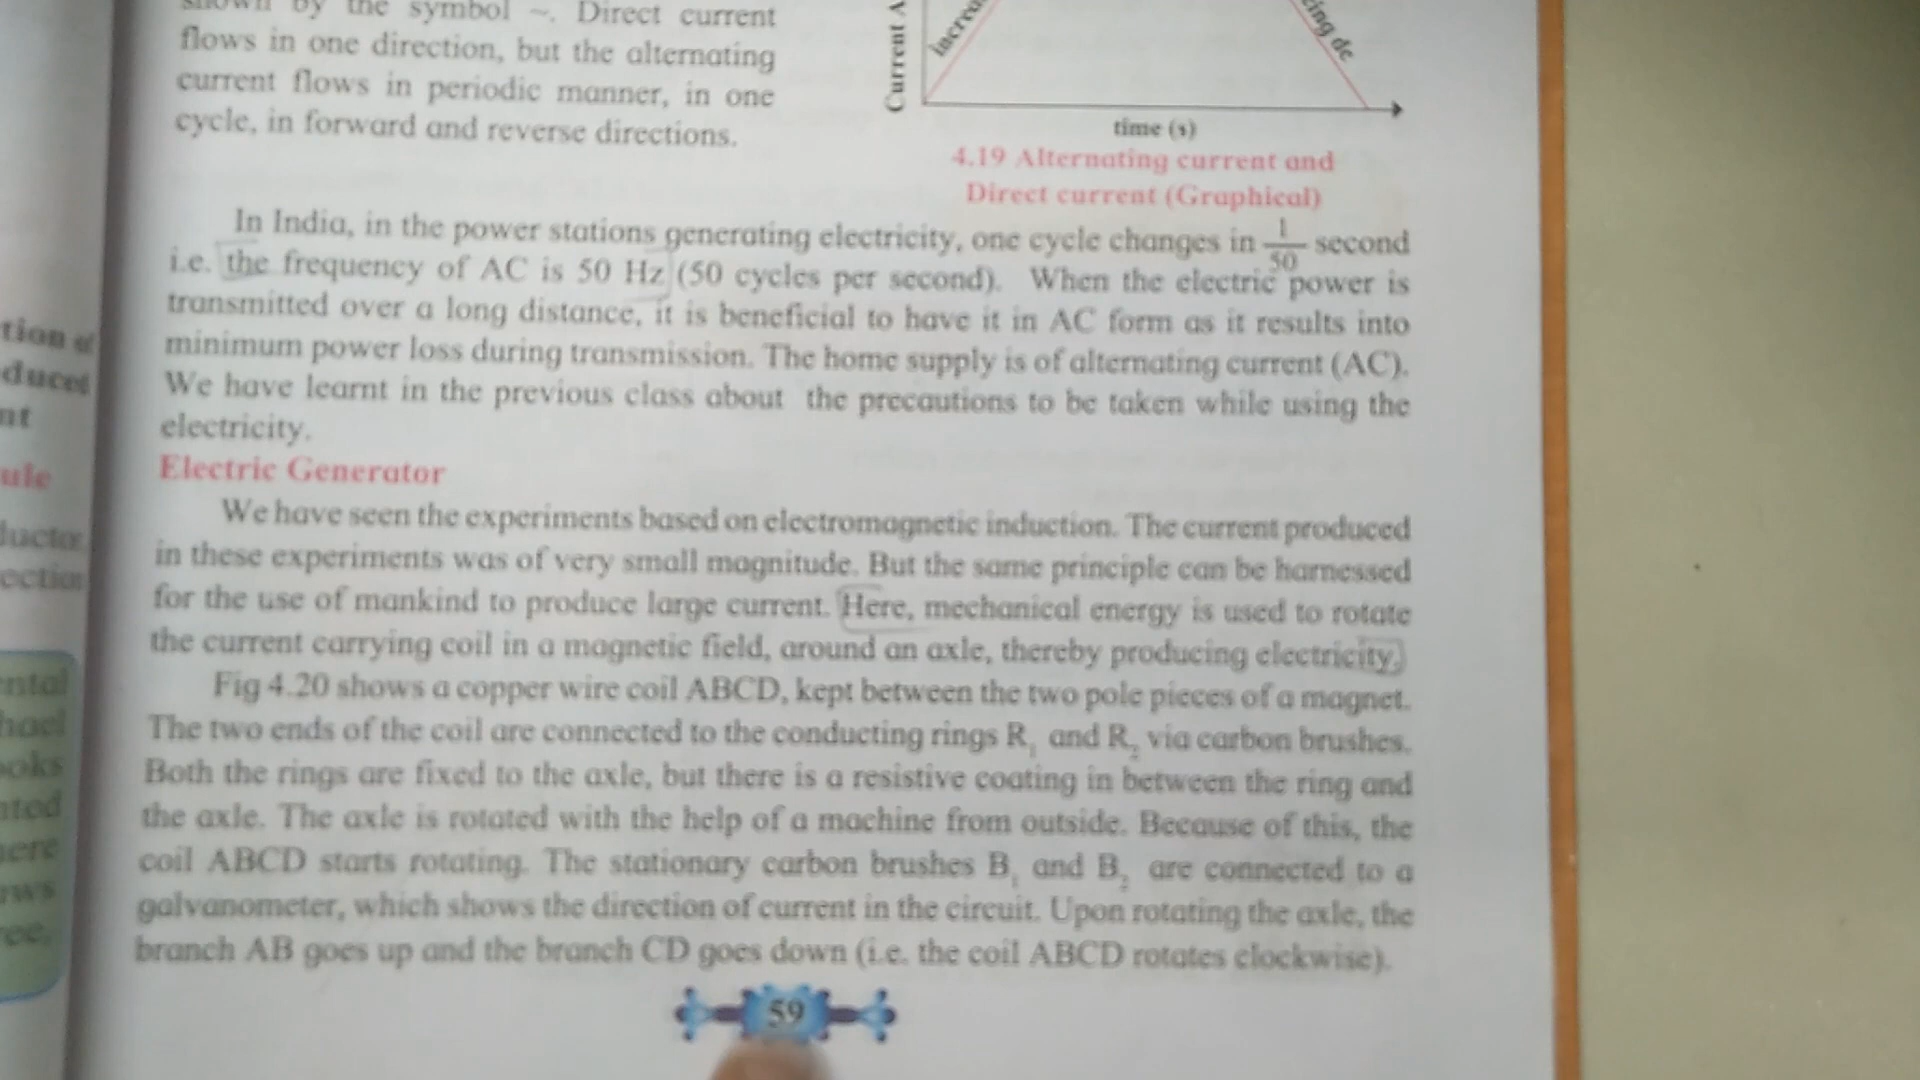 by the symbol ~. Direct current
flows in one direction, but the alternating
current flows in periodic manner, in one
cycle, in forward and reverse directions.
Current A
time (s)
4.19 Alternating current and
Direct current (Graphical)
In India, in the power stations generating electricity, one cycle changes in 1/50 second
i.e. the frequency of AC is 50 Hz (50 cycles per second). When the electric power is
transmitted over a long distance, it is beneficial to have it in AC form as it results into
minimum power loss during transmission. The home supply is of alternating current (AC).
We have learnt in the previous class about the precautions to be taken while using the
electricity.
Electric Generator
We have seen the experiments based on electromagnetic induction. The current produced
in these experiments was of very small magnitude. But the same principle can be harnessed
for the use of mankind to produce large current. Here, mechanical energy is used to rotate
the current carrying coil in a magnetic field, around an axle, thereby producing electricity.
Fig 4.20 shows a copper wire coil ABCD, kept between the two pole pieces of a magnet.
The two ends of the coil are connected to the conducting rings R₁ and R₂ via carbon brushes.
Both the rings are fixed to the axle, but there is a resistive coating in between the ring and
the axle. The axle is rotated with the help of a machine from outside. Because of this, the
coil ABCD starts rotating. The stationary carbon brushes B₁ and B₂ are connected to a
galvanometer, which shows the direction of current in the circuit. Upon rotating the axle, the
branch AB goes up and the branch CD goes down (i.e. the coil ABCD rotates clockwise).
59